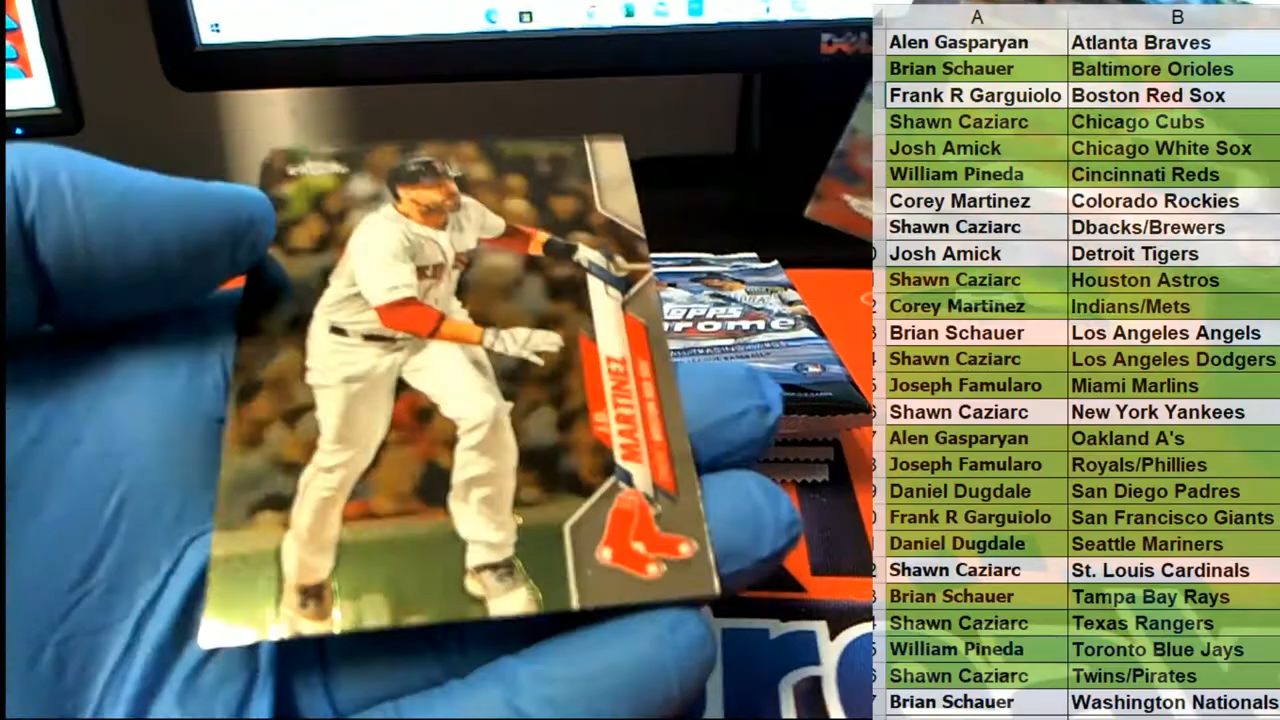 DELL
J.D.
MARTINEZ
BOSTON RED SOX
TOPPS
chrome
A B
Alen Gasparyan Atlanta Braves
Brian Schauer Baltimore Orioles
Frank R Garguiolo Boston Red Sox
Shawn Caziarc Chicago Cubs
Josh Amick Chicago White Sox
William Pineda Cincinnati Reds
Corey Martinez Colorado Rockies
Shawn Caziarc Dbacks/Brewers
Josh Amick Detroit Tigers
Shawn Caziarc Houston Astros
Corey Martinez Indians/Mets
Brian Schauer Los Angeles Angels
Shawn Caziarc Los Angeles Dodgers
Joseph Famularo Miami Marlins
Shawn Caziarc New York Yankees
Alen Gasparyan Oakland A's
Joseph Famularo Royals/Phillies
Daniel Dugdale San Diego Padres
Frank R Garguiolo San Francisco Giants
Daniel Dugdale Seattle Mariners
Shawn Caziarc St. Louis Cardinals
Brian Schauer Tampa Bay Rays
Shawn Caziarc Texas Rangers
William Pineda Toronto Blue Jays
Shawn Caziarc Twins/Pirates
Brian Schauer Washington Nationals